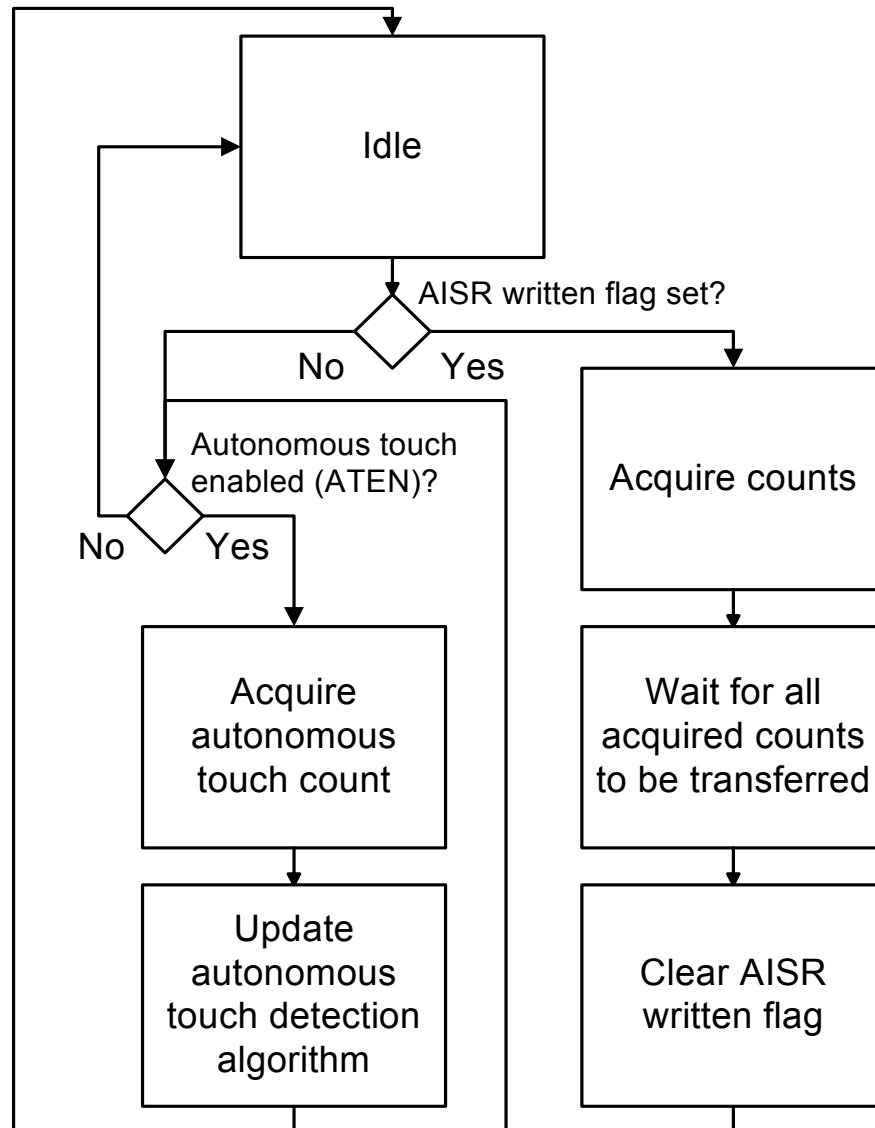 Idle
AISR written flag set?
No
Yes
Autonomous touch
enabled (ATEN)?
No
Yes
Acquire counts
Acquire
autonomous
touch count
Wait for all
acquired counts
to be transferred
Update
autonomous
touch detection
algorithm
Clear AISR
written flag